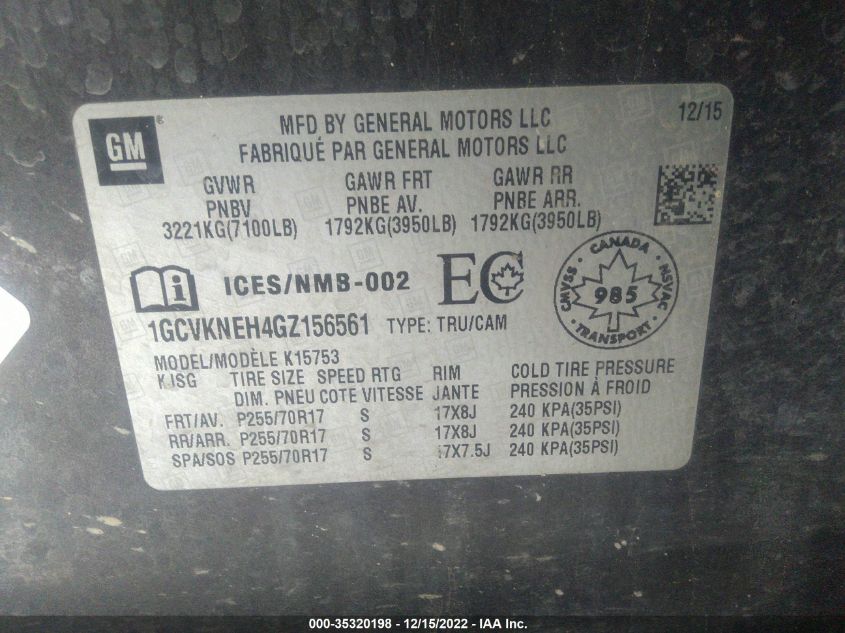 GM
MFD BY GENERAL MOTORS LLC
12/15
FABRIQUÉ PAR GENERAL MOTORS LLC
GVWR GAWR FRT GAWR RR
PNBV PNBE AV. PNBE ARR.
3221KG(7100LB) 1792KG(3950LB) 1792KG(3950LB)
ICES/NMB-002 EC
CANADA
CMVSS 985 NSVAC
TRANSPORT
1GCVKNEH4GZ156561 TYPE: TRU/CAM
MODEL/MODÈLE K15753
KJSG TIRE SIZE SPEED RTG RIM COLD TIRE PRESSURE
DIM. PNEU COTE VITESSE JANTE PRESSION À FROID
FRT/AV. P255/70R17 S 17X8J 240 KPA(35PSI)
RR/ARR. P255/70R17 S 17X8J 240 KPA(35PSI)
SPA/SOS P255/70R17 S 17X7.5J 240 KPA(35PSI)
000-35320198 - 12/15/2022 - IAA Inc.